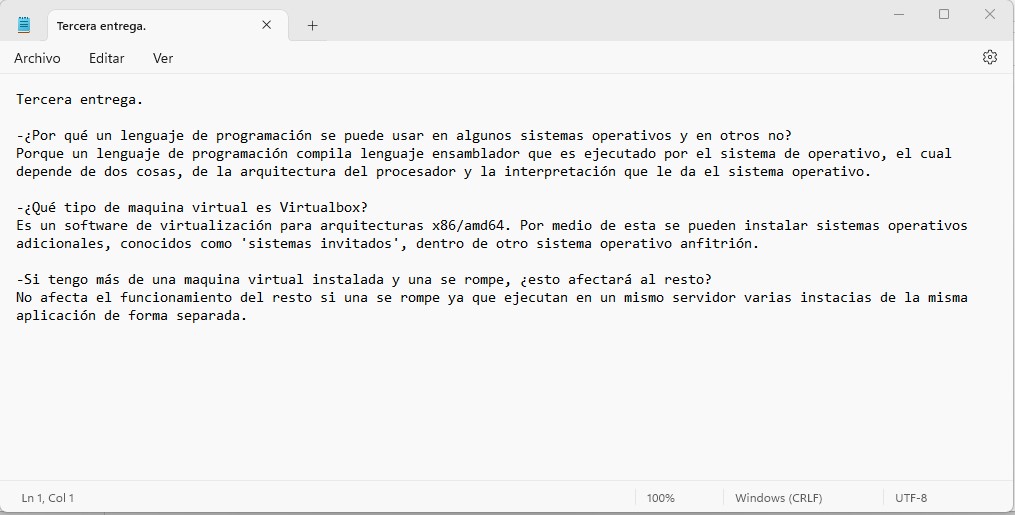 Tercera entrega.
Archivo Editar Ver
Tercera entrega.
-¿Por qué un lenguaje de programación se puede usar en algunos sistemas operativos y en otros no?
Porque un lenguaje de programación compila lenguaje ensamblador que es ejecutado por el sistema de operativo, el cual
depende de dos cosas, de la arquitectura del procesador y la interpretación que le da el sistema operativo.
-¿Qué tipo de maquina virtual es Virtualbox?
Es un software de virtualización para arquitecturas x86/amd64. Por medio de esta se pueden instalar sistemas operativos
adicionales, conocidos como 'sistemas invitados', dentro de otro sistema operativo anfitrión.
-Si tengo más de una maquina virtual instalada y una se rompe, ¿esto afectará al resto?
No afecta el funcionamiento del resto si una se rompe ya que ejecutan en un mismo servidor varias instacias de la misma
aplicación de forma separada.
Ln 1, Col 1 100% Windows (CRLF) UTF-8